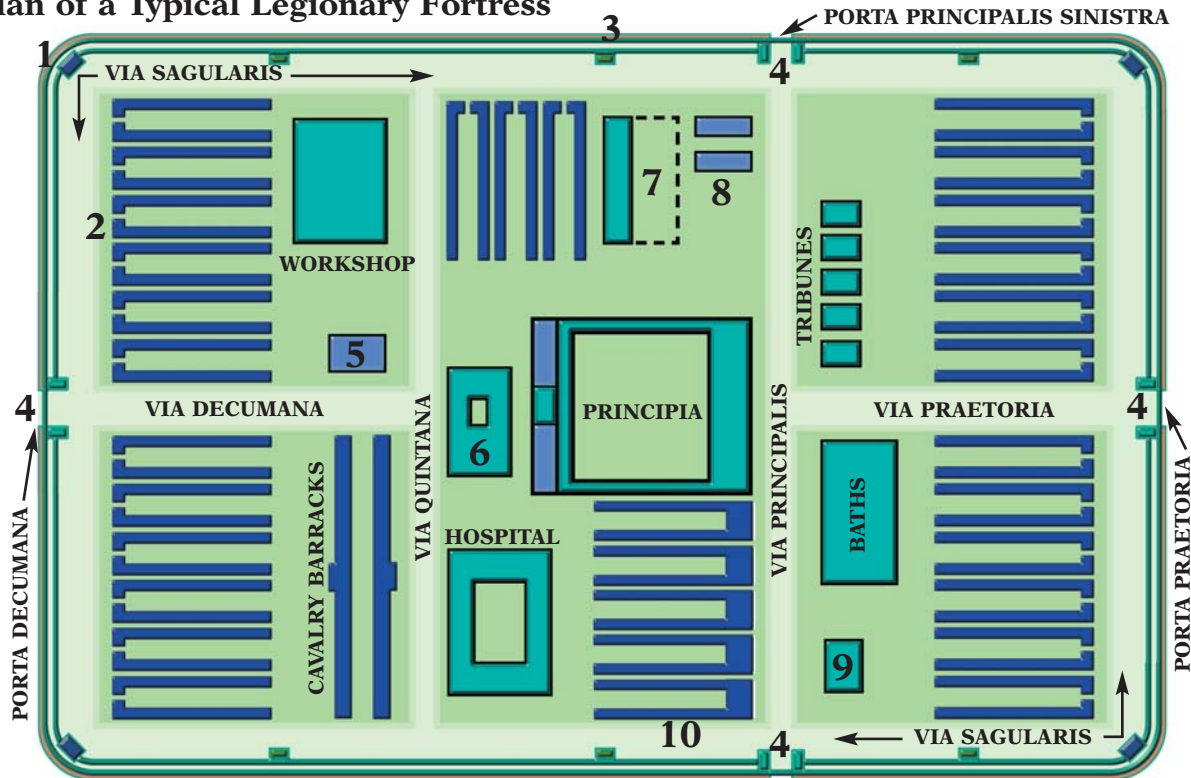 lan of a Typical Legionary Fortress
PORTA PRINCIPALIS SINISTRA
3
1
4
VIA SAGULARIS
7
8
2
WORKSHOP
TRIBUNES
5
4
VIA DECUMANA
PRINCIPIA
VIA PRAETORIA
4
VIA QUINTANA
6
VIA PRINCIPALIS
CAVALRY BARRACKS
HOSPITAL
BATHS
PORTA DECUMANA
PORTA PRAETORIA
9
10
4
VIA SAGULARIS